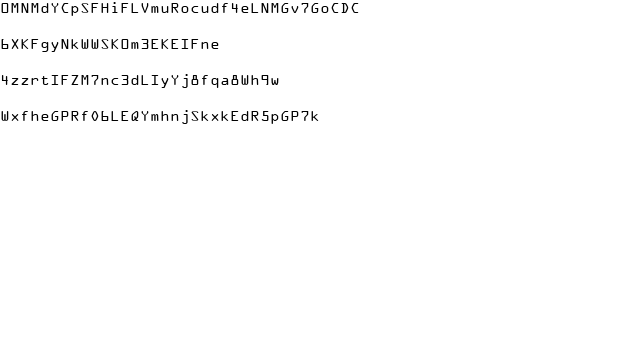 OMNMdYCpSFHiFLVmuRocudf4eLNMGv7GoCDC
6XKFgyNkWWSKOm3EKEIFne
4zzrtIFZM7nc3dLIyYj8fqa8Wh9w
WxfheGPRf06LEQYmhnjSkxkEdR5pGP7k